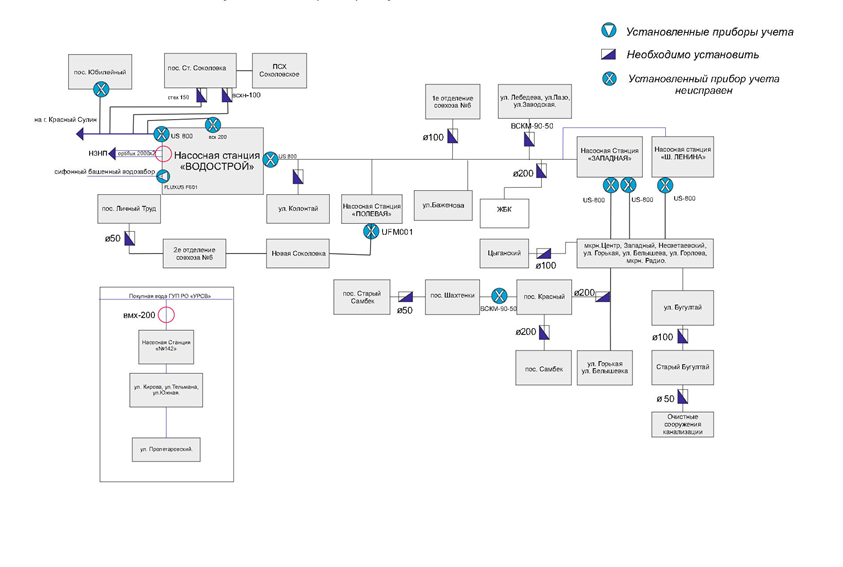 Установленные приборы учета
Необходимо установить
Установленный прибор учета
неисправен
пос. Юбилейный
пос. Ст. Соколовка
ПСХ
Соколовское
стах 150
всхн-100
на г. Красный Сулин
US 800
всх 200
НЗНП
Насосная станция
«ВОДОСТРОЙ»
US 800
сифонный башенный водозабор
FLUXUS F601
1е отделение
совхоза №6
ø100
ул. Лебедева, ул.Лазо,
ул.Заводская.
ВСКМ-90-50
ø200
Насосная Станция
«ЗАПАДНАЯ»
Насосная станция
«Ш. ЛЕНИНА»
US-800
US-800
US-800
пос. Личный Труд
ø50
2е отделение
совхоза №6
Новая Соколовка
ул. Колонтай
Насосная Станция
«ПОЛЕВАЯ»
UFM001
ул.Баженова
ЖБК
Цыганский
ø100
мкрн.Центр, Западный, Несветаевский,
ул. Горькая, ул. Белышева, ул. Горлова,
мкрн. Радио.
пос. Старый
Самбек
ø50
пос. Шахтенки
ВСКМ-90-50
пос. Красный
ø200
ø200
пос. Самбек
ул. Горькая
ул. Белышевка
ул. Бугултай
ø100
Старый Бугултай
ø 50
Очистные
сооружения
канализации
Покупная вода ГУП РО «УРСВ»
вмх-200
Насосная Станция
«№142»
ул. Кирова, ул.Тельмана,
ул.Южная.
ул. Пролетаровский.